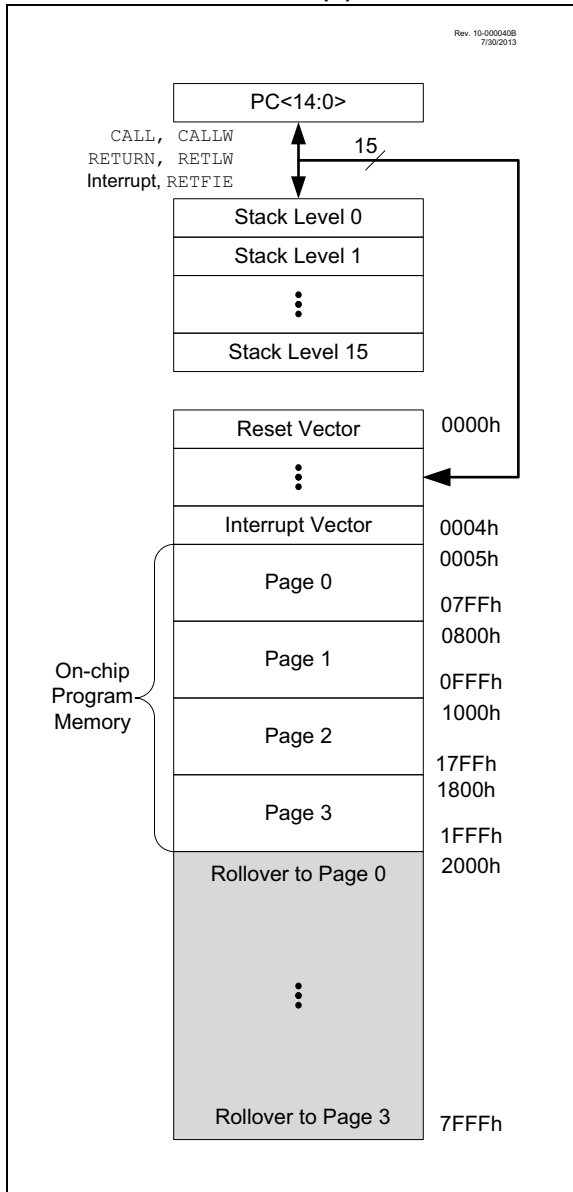 (1)
Rev. 10-000040B
7/30/2013
PC<14:0>
CALL, CALLW
RETURN, RETLW
Interrupt, RETFIE
15
Stack Level 0
Stack Level 1
Stack Level 15
Reset Vector
0000h
Interrupt Vector
0004h
0005h
Page 0
07FFh
0800h
Page 1
0FFFh
1000h
On-chip
Program
Memory
Page 2
17FFh
1800h
Page 3
1FFFh
2000h
Rollover to Page 0
Rollover to Page 3
7FFFh